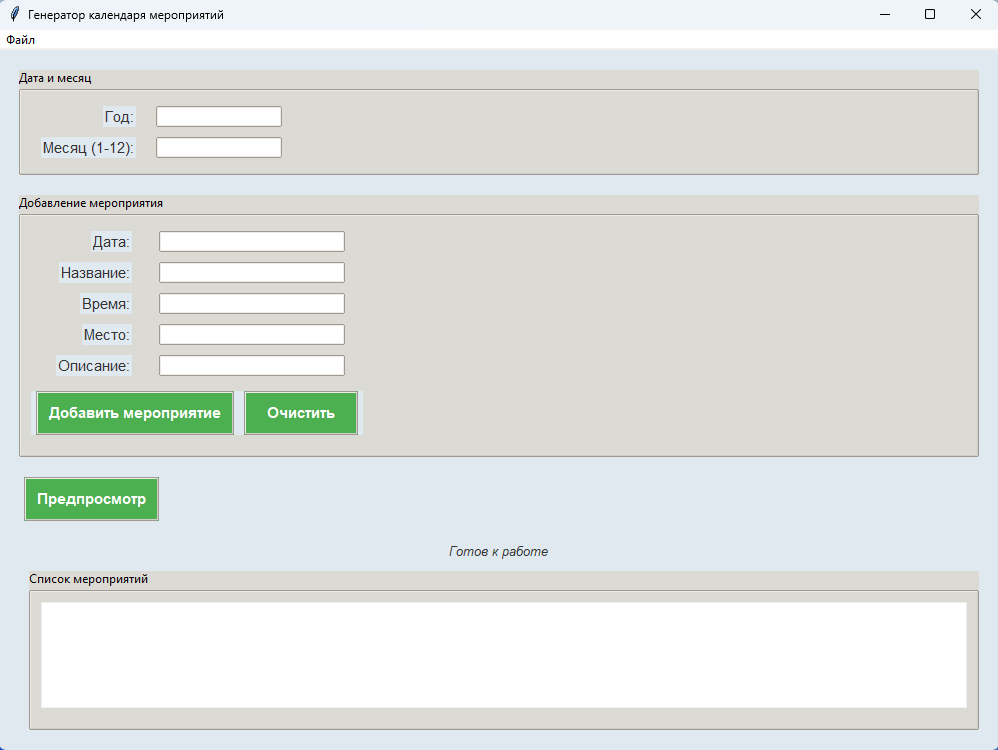 Генератор календаря мероприятий
Файл
Дата и месяц
Год:
Месяц (1-12):
Добавление мероприятия
Дата:
Название:
Время:
Место:
Описание:
Добавить мероприятие Очистить
Предпросмотр
Готов к работе
Список мероприятий